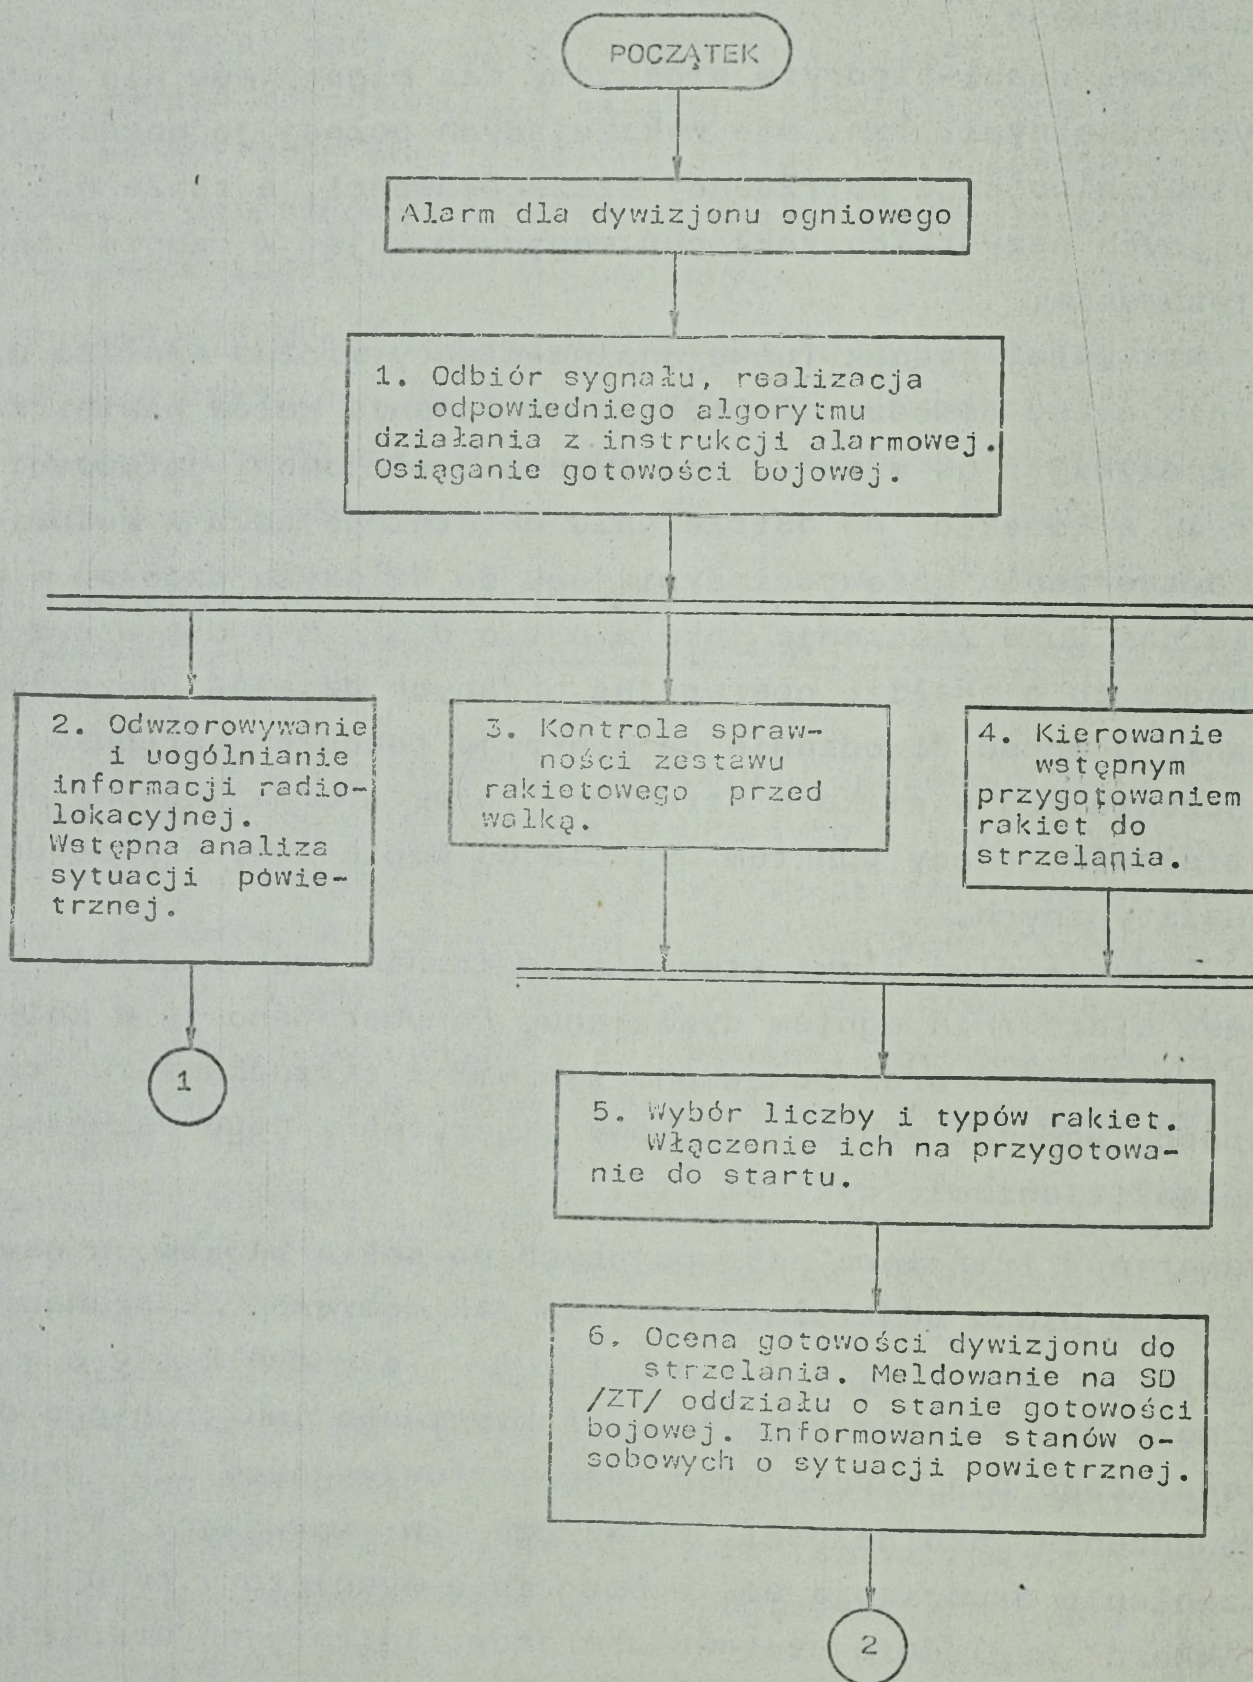 POCZĄTEK
Alarm dla dywizjonu ogniowego
1. Odbiór sygnału, realizacja
odpowiedniego algorytmu
działania z instrukcji alarmowej.
Osiąganie gotowości bojowej.
2. Odwzorowywanie
i uogólnianie
informacji radio-
lokacyjnej.
Wstępna analiza
sytuacji powie-
trznej.
3. Kontrola spraw-
ności zestawu
rakietowego przed
walką.
4. Kierowanie
wstępnym
przygotowaniem
rakiet do
strzelania.
1
5. Wybór liczby i typów rakiet.
Włączenie ich na przygotowa-
nie do startu.
6. Ocena gotowości dywizjonu do
strzelania. Meldowanie na SD
/ZT/ oddziału o stanie gotowości
bojowej. Informowanie stanów o-
sobowych o sytuacji powietrznej.
2